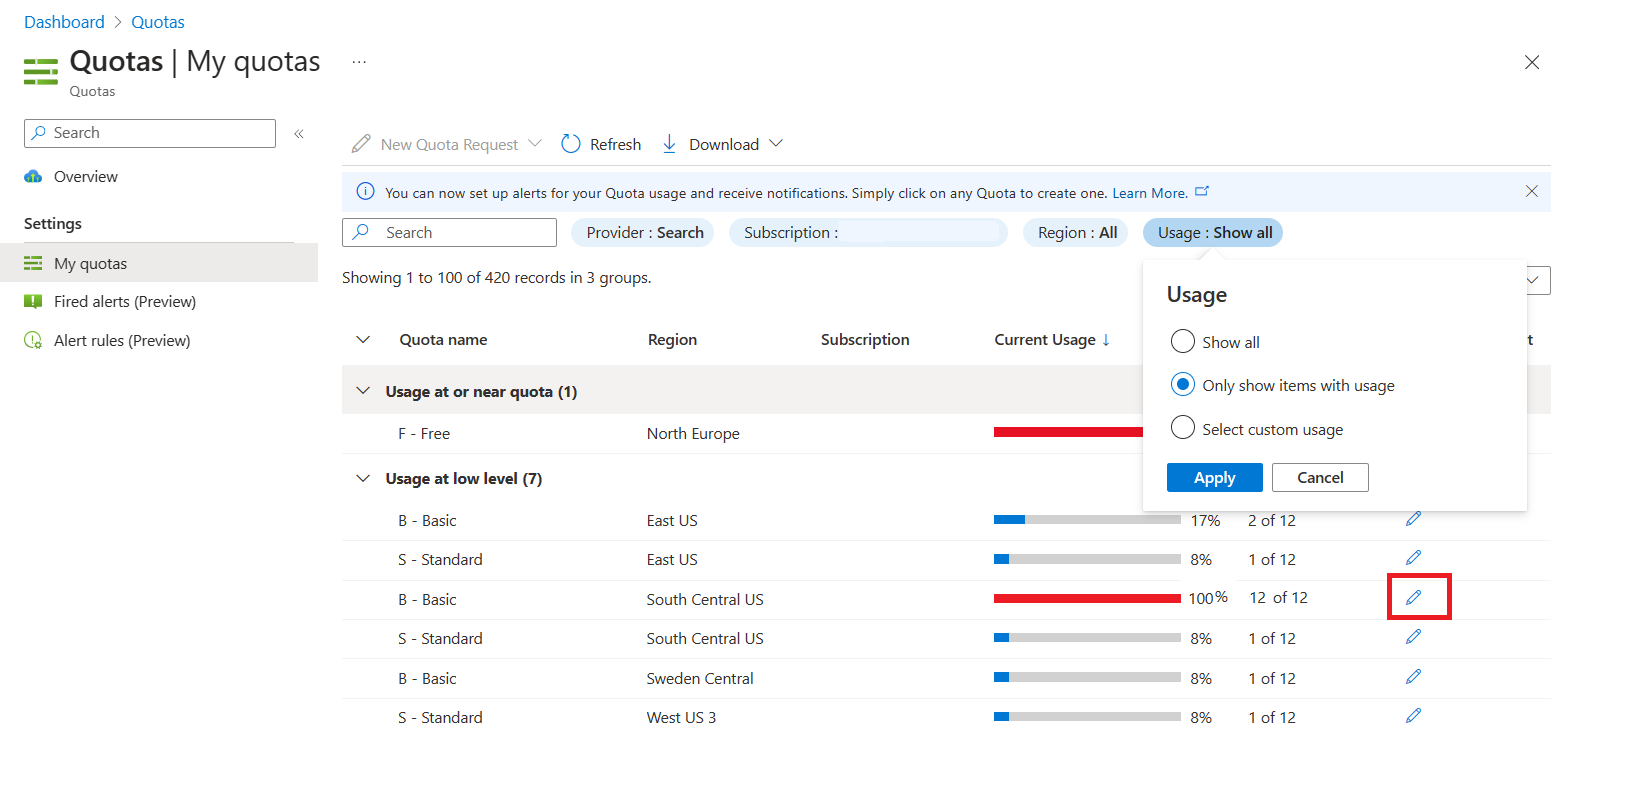 Dashboard > Quotas
Quotas | My quotas ...
Quotas
Search «
New Quota Request Refresh Download
Overview
You can now set up alerts for your Quota usage and receive notifications. Simply click on any Quota to create one. Learn More.
Settings
Search Provider : Search Subscription : Region : All Usage : Show all
My quotas
Showing 1 to 100 of 420 records in 3 groups.
Fired alerts (Preview)
Alert rules (Preview)
Usage
Show all
Only show items with usage
Select custom usage
Apply Cancel
Quota name Region Subscription Current Usage ↓ t
Usage at or near quota (1)
F - Free North Europe
Usage at low level (7)
B - Basic East US 17% 2 of 12
S - Standard East US 8% 1 of 12
B - Basic South Central US 100% 12 of 12
S - Standard South Central US 8% 1 of 12
B - Basic Sweden Central 8% 1 of 12
S - Standard West US 3 8% 1 of 12